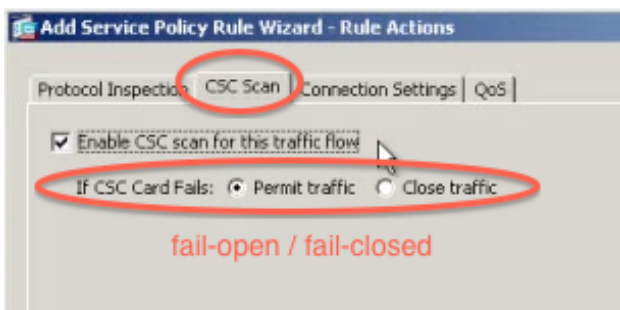 Add Service Policy Rule Wizard - Rule Actions
Protocol Inspection CSC Scan Connection Settings QoS
Enable CSC scan for this traffic flow
If CSC Card Fails: Permit traffic Close traffic
fail-open / fail-closed